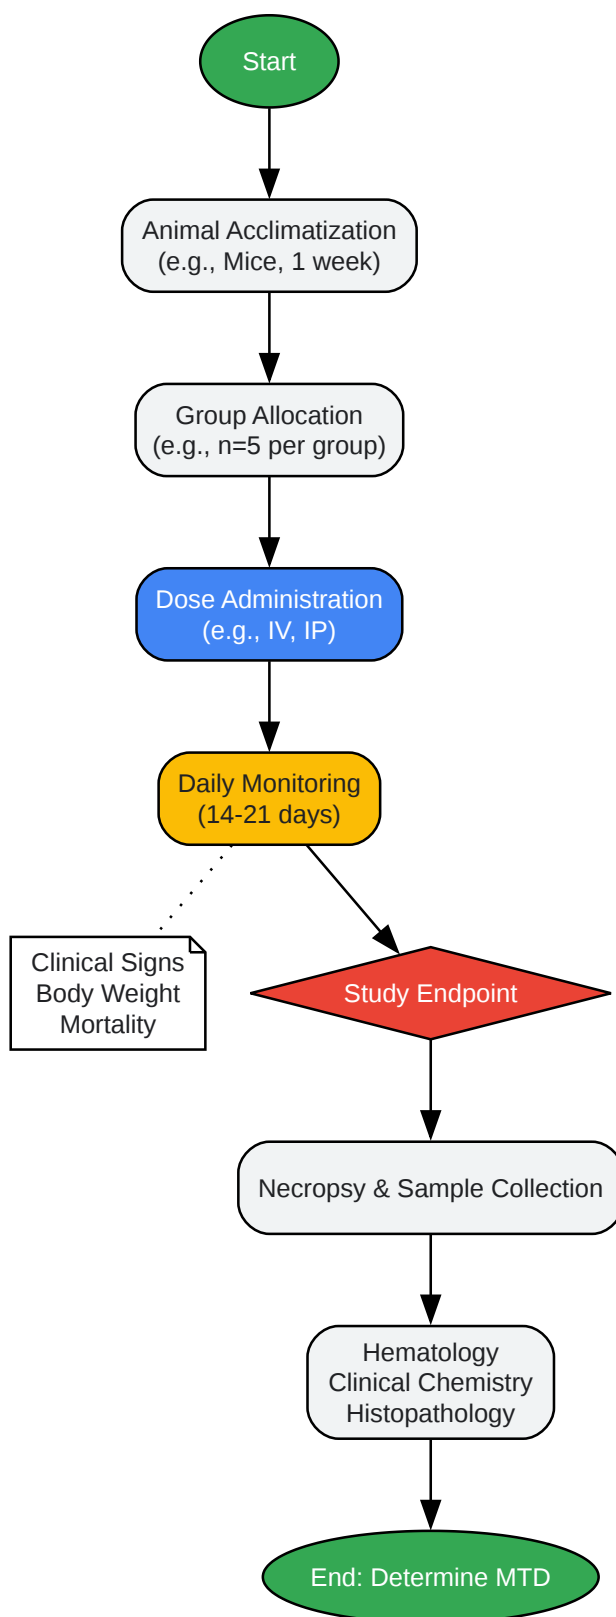 Start
Animal Acclimatization
(e.g., Mice, 1 week)
Group Allocation
(e.g., n=5 per group)
Dose Administration
(e.g., IV, IP)
Daily Monitoring
(14-21 days)
Clinical Signs
Body Weight
Mortality
Study Endpoint
Necropsy & Sample Collection
Hematology
Clinical Chemistry
Histopathology
End: Determine MTD